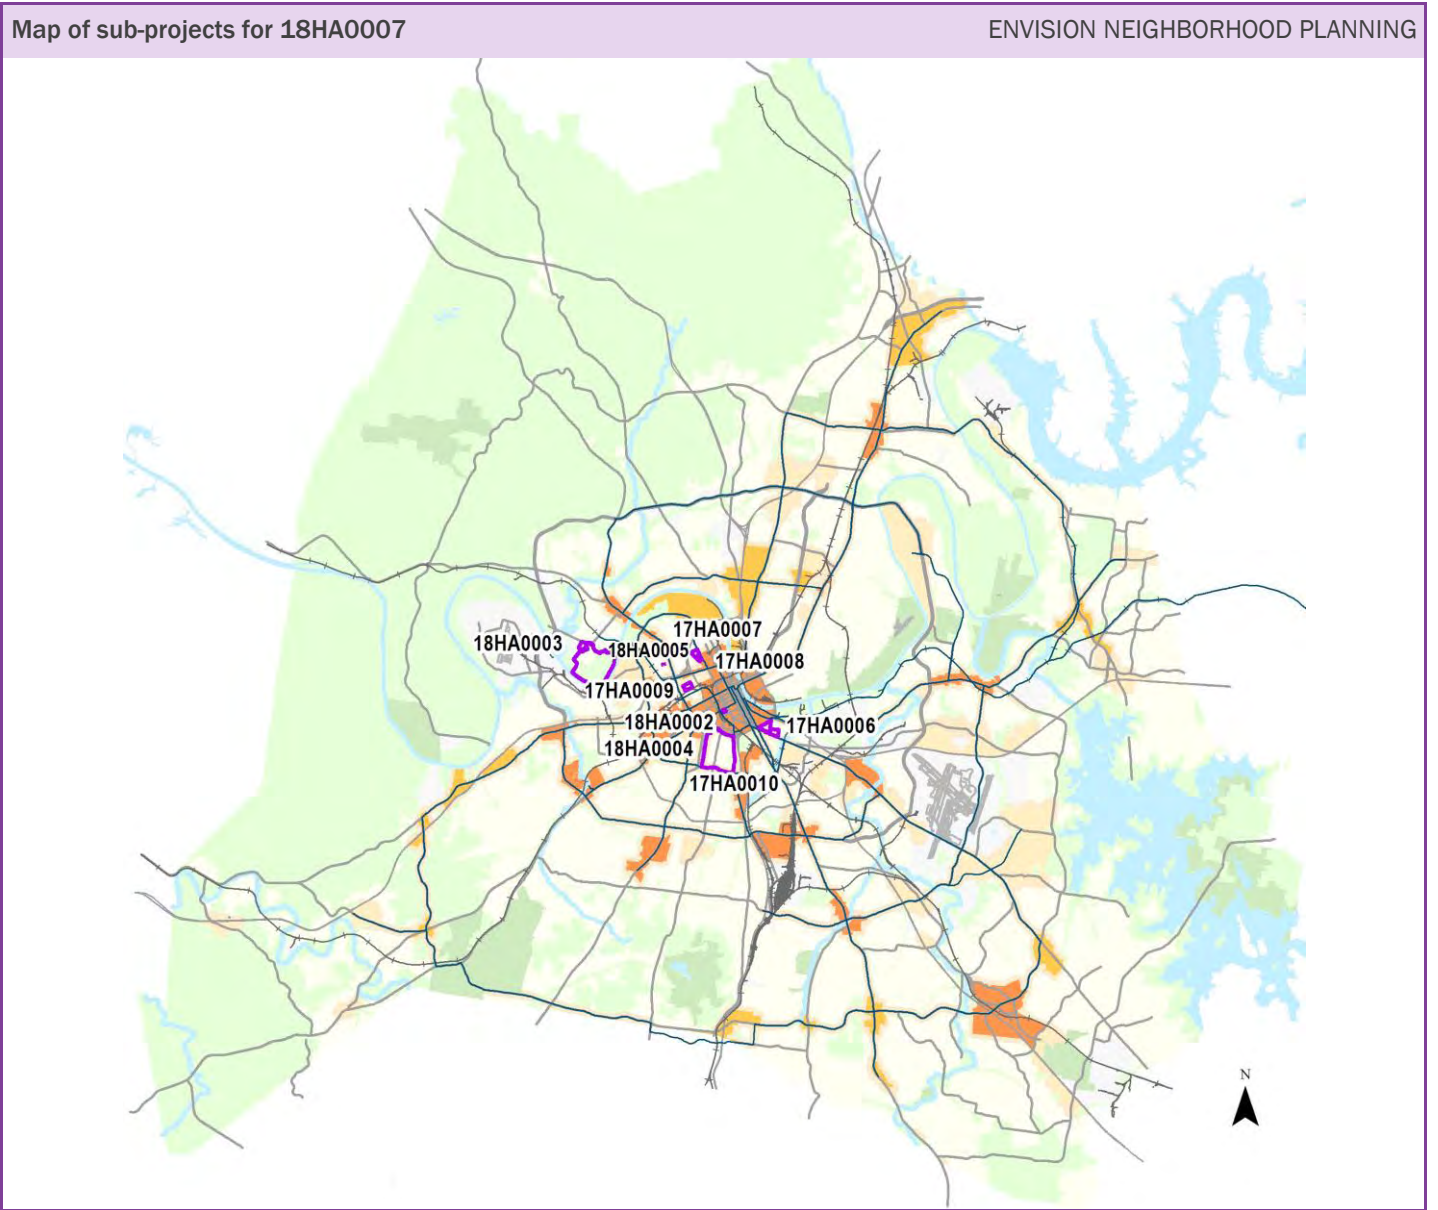 Map of sub-projects for 18HA0007
ENVISION NEIGHBORHOOD PLANNING
17HA0007
18HA0003
18HA0005
17HA0008
17HA0009
18HA0002
17HA0006
18HA0004
17HA0010
N